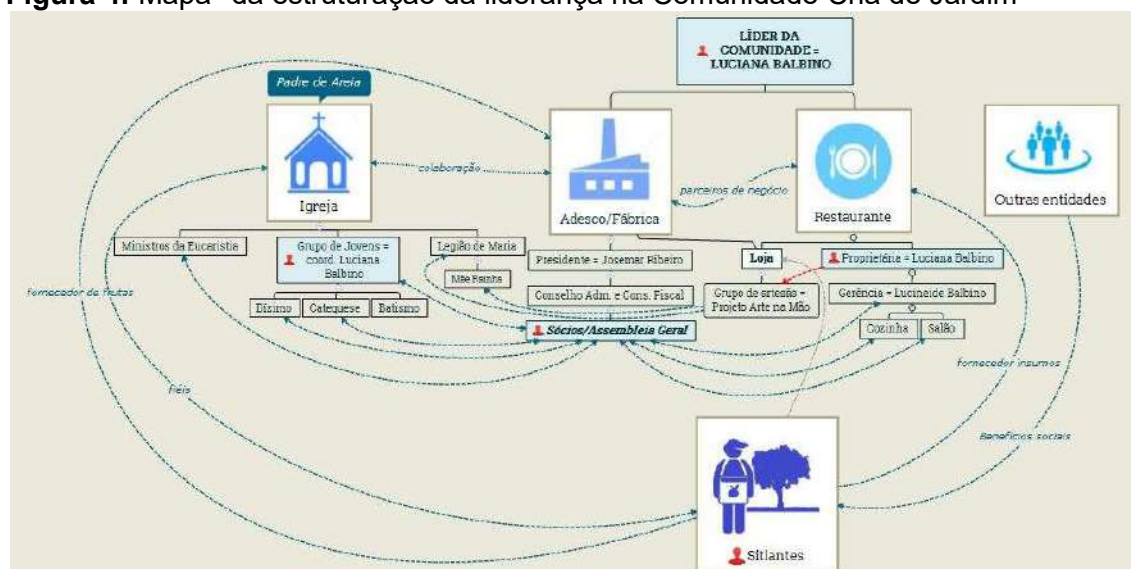 Mapa da estruturação da liderança na Comunidade Chã de Jardim
LÍDER DA
COMUNIDADE =
LUCIANA BALBINO
Padre de Areia
Igreja
colaboração
Adesco/Fábrica
parceiros de negócio
Restaurante
Outras entidades
Ministros da Eucaristia
Grupo de Jovens =
coord. Luciana
Balbino
Legião de Maria
Mãe Rainha
Dízimo
Catequese
Batismo
Presidente = Josemar Ribeiro
Conselho Adm. e Cons. Fiscal
Sócios/Assembleia Geral
Loja
Grupo de artesãs =
Projeto Arte na Mão
Proprietária = Luciana Balbino
Gerência = Lucineide Balbino
Cozinha
Salão
fornecedor de frutas
fiéis
fornecedor insumos
Benefícios sociais
Sitiantes